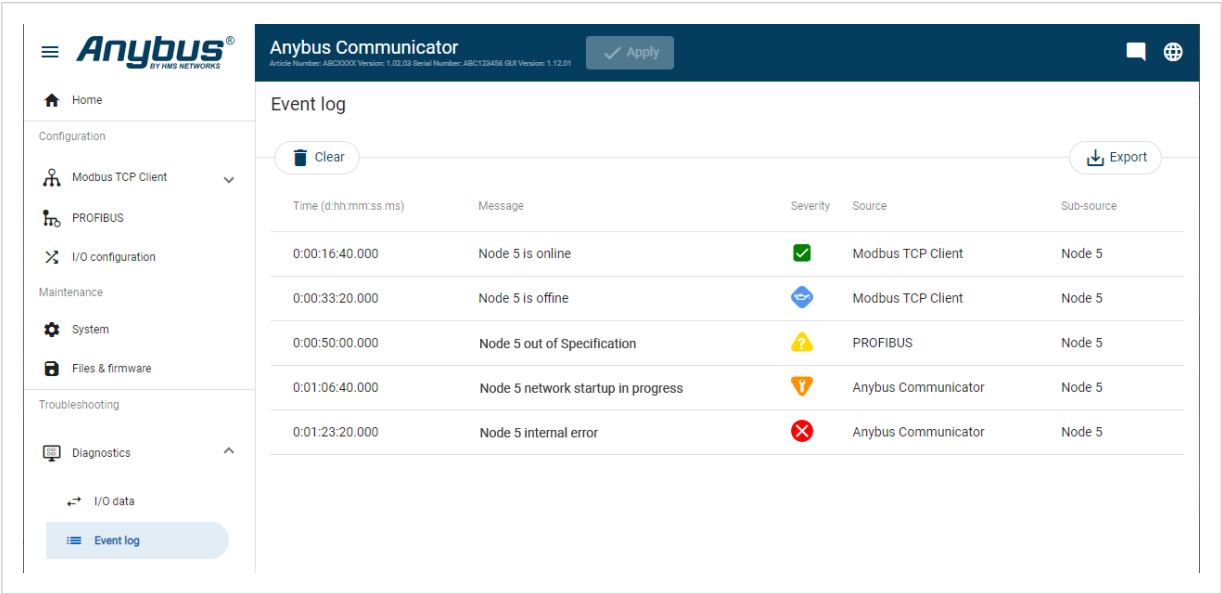 Anybus®
BY HMS NETWORKS
Anybus Communicator
Article Number: ABCXXXX Version: 1.02.03 Serial Number: ABC123456 GUI Version: 1.12.01
Apply
Home
Configuration
Modbus TCP Client
PROFIBUS
I/O configuration
Maintenance
System
Files & firmware
Troubleshooting
Diagnostics
I/O data
Event log
Event log
Clear
Export
Time (d:hh:mm:ss.ms) Message Severity Source Sub-source
0:00:16:40.000 Node 5 is online Modbus TCP Client Node 5
0:00:33:20.000 Node 5 is offine Modbus TCP Client Node 5
0:00:50:00.000 Node 5 out of Specification PROFIBUS Node 5
0:01:06:40.000 Node 5 network startup in progress Anybus Communicator Node 5
0:01:23:20.000 Node 5 internal error Anybus Communicator Node 5